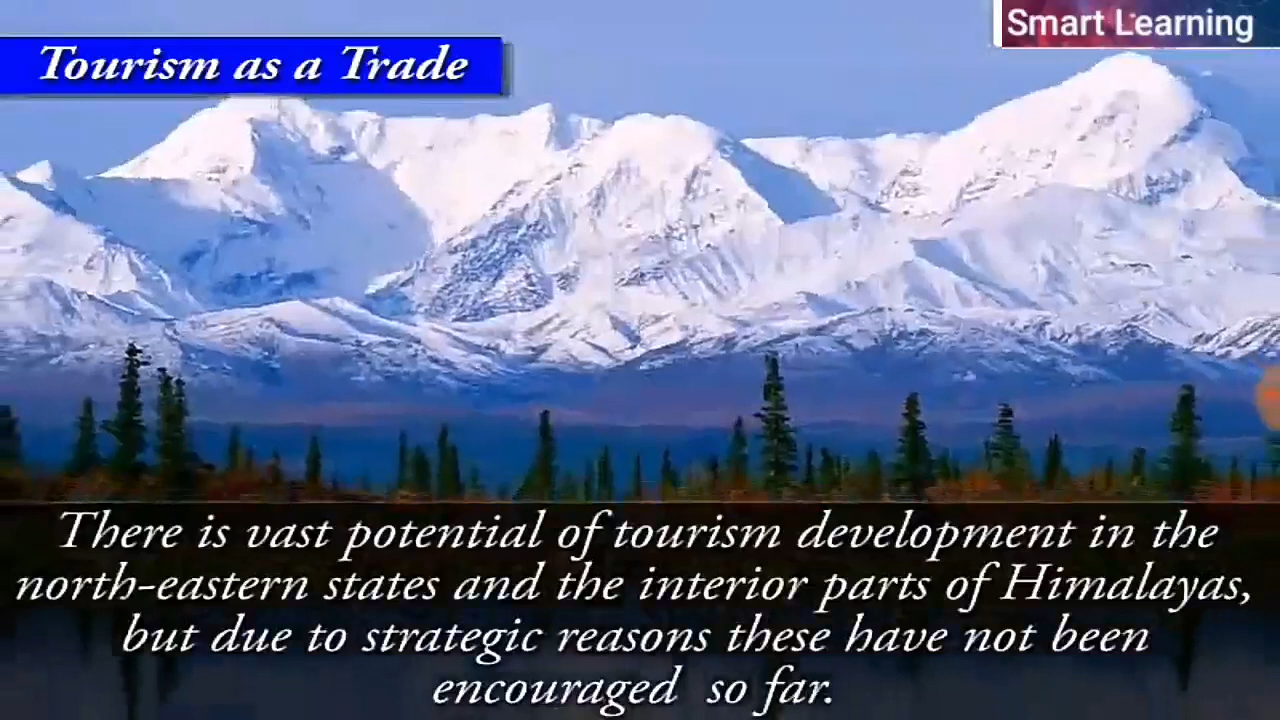 Smart Learning
Tourism as a Trade
There is vast potential of tourism development in the
north-eastern states and the interior parts of Himalayas,
but due to strategic reasons these have not been
encouraged so far.